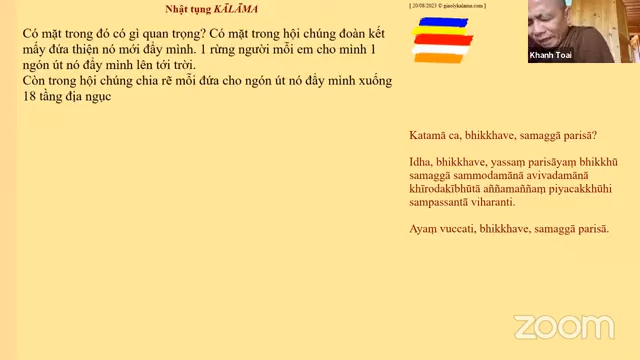 Nhật tụng KĀLĀMA
Có mặt trong đó có gì quan trọng? Có mặt trong hội chúng đoàn kết
mấy đứa thiện nó mới đẩy mình. 1 rừng người mỗi em cho mình 1
ngón út nó đẩy mình lên tới trời.
Còn trong hội chúng chia rẽ mỗi đứa cho ngón út nó đẩy mình xuống
18 tầng địa ngục
[ 20/08/2023 © giaolykalama.com ]
Khanh Toai
Katamā ca, bhikkhave, samaggā parisā?
Idha, bhikkhave, yassaṃ parisāyaṃ bhikkhū
samaggā sammodamānā avivadamānā
khīrodakībhūtā aññamaññaṃ piyacakkhūhi
sampassantā viharanti.
Ayaṃ vuccati, bhikkhave, samaggā parisā.
zoom